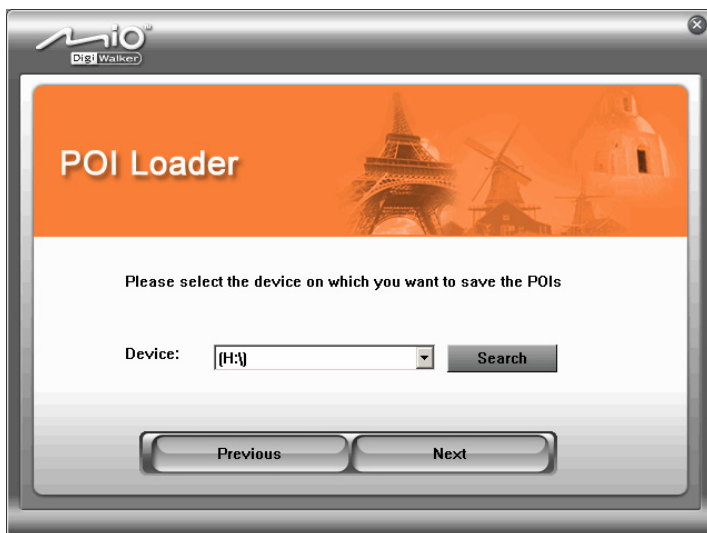 Mio
Digi Walker
POI Loader
Please select the device on which you want to save the POIs
Device: (H:\) Search
Previous Next